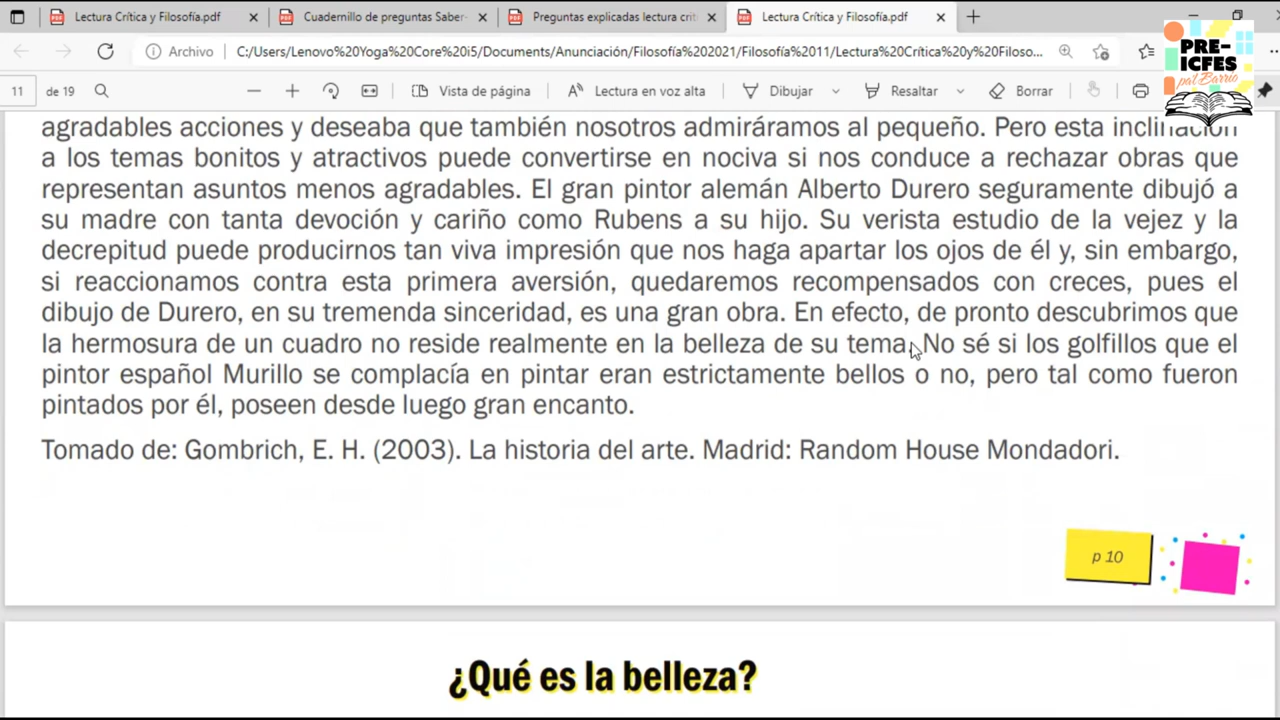 Lectura Crítica y Filosofía.pdf
Cuadernillo de preguntas Saber-
Preguntas explicadas lectura crit
Lectura Crítica y Filosofía.pdf
Archivo
C:/Users/Lenovo%20Yoga%20Core%20i5/Documents/Anunciación/Filosofía%202021/Filosofía%2011/Lectura%20Crítica%20y%20Filoso...
PRE-
ICFES
pa'l Barrio
11
de 19
Vista de página
Lectura en voz alta
Dibujar
Resaltar
Borrar
agradables acciones y deseaba que también nosotros admiráramos al pequeño. Pero esta inclinación
a los temas bonitos y atractivos puede convertirse en nociva si nos conduce a rechazar obras que
representan asuntos menos agradables. El gran pintor alemán Alberto Durero seguramente dibujó a
su madre con tanta devoción y cariño como Rubens a su hijo. Su verista estudio de la vejez y la
decrepitud puede producirnos tan viva impresión que nos haga apartar los ojos de él y, sin embargo,
si reaccionamos contra esta primera aversión, quedaremos recompensados con creces, pues el
dibujo de Durero, en su tremenda sinceridad, es una gran obra. En efecto, de pronto descubrimos que
la hermosura de un cuadro no reside realmente en la belleza de su tema. No sé si los golfillos que el
pintor español Murillo se complacía en pintar eran estrictamente bellos o no, pero tal como fueron
pintados por él, poseen desde luego gran encanto.
Tomado de: Gombrich, E. H. (2003). La historia del arte. Madrid: Random House Mondadori.
p 10
¿Qué es la belleza?